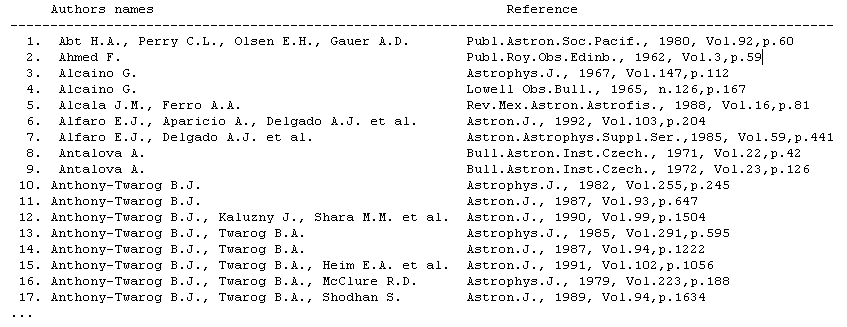 Authors names Reference
--------------------------------------------------------------------------------------------------------
1. Abt H.A., Perry C.L., Olsen E.H., Gauer A.D. Publ.Astron.Soc.Pacif., 1980, Vol.92,p.60
2. Ahmed F. Publ.Roy.Obs.Edinb., 1962, Vol.3,p.59
3. Alcaino G. Astrophys.J., 1967, Vol.147,p.112
4. Alcaino G. Lowell Obs.Bull., 1965, n.126,p.167
5. Alcala J.M., Ferro A.A. Rev.Mex.Astron.Astrofis., 1988, Vol.16,p.81
6. Alfaro E.J., Aparicio A., Delgado A.J. et al. Astron.J., 1992, Vol.103,p.204
7. Alfaro E.J., Delgado A.J. et al. Astron.Astrophys.Suppl.Ser.,1985, Vol.59,p.441
8. Antalova A. Bull.Astron.Inst.Czech., 1971, Vol.22,p.42
9. Antalova A. Bull.Astron.Inst.Czech., 1972, Vol.23,p.126
10. Anthony-Twarog B.J. Astrophys.J., 1982, Vol.255,p.245
11. Anthony-Twarog B.J. Astron.J., 1987, Vol.93,p.647
12. Anthony-Twarog B.J., Kaluzny J., Shara M.M. et al. Astron.J., 1990, Vol.99,p.1504
13. Anthony-Twarog B.J., Twarog B.A. Astrophys.J., 1985, Vol.291,p.595
14. Anthony-Twarog B.J., Twarog B.A. Astron.J., 1987, Vol.94,p.1222
15. Anthony-Twarog B.J., Twarog B.A., Heim E.A. et al. Astron.J., 1991, Vol.102,p.1056
16. Anthony-Twarog B.J., Twarog B.A., McClure R.D. Astrophys.J., 1979, Vol.223,p.188
17. Anthony-Twarog B.J., Twarog B.A., Shodhan S. Astron.J., 1989, Vol.94,p.1634
...